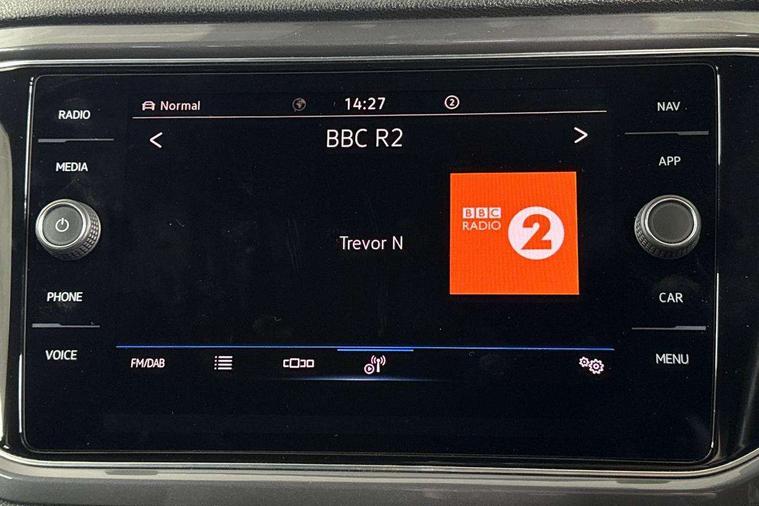 RADIO
MEDIA
PHONE
VOICE
Normal
14:27
2
BBC R2
Trevor N
BBC
RADIO
2
FM/DAB
NAV
APP
CAR
MENU